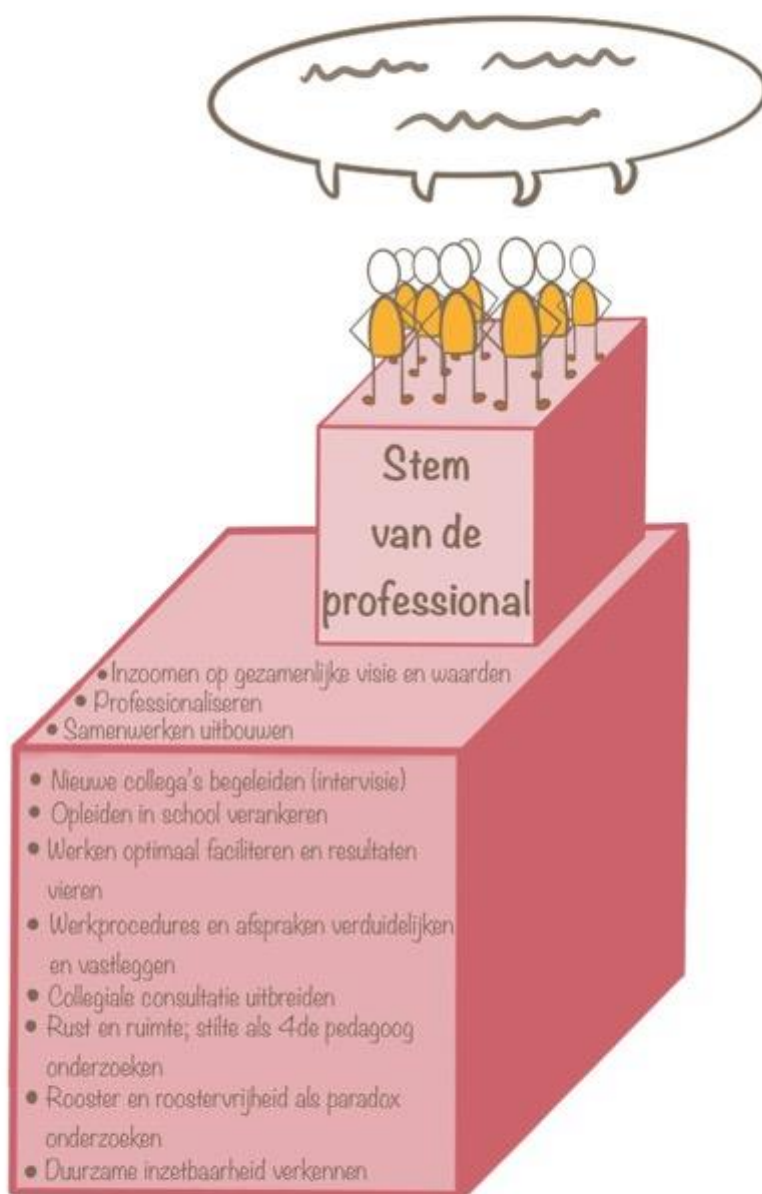 Stem
van de
professional
•Inzoomen op gezamenlijke visie en waarden
•Professionaliseren
•Samenwerken uitbouwen
• Nieuwe collega's begeleiden (intervisie)
• Opleiden in school verankeren
• Werken optimaal faciliteren en resultaten
vieren
• Werkprocedures en afspraken verduidelijken
en vastleggen
• Collegiale consultatie uitbreiden
• Rust en ruimte; stilte als 4de pedagoog
onderzoeken
• Rooster en roostervrijheid als paradox
onderzoeken
• Duurzame inzetbaarheid verkennen